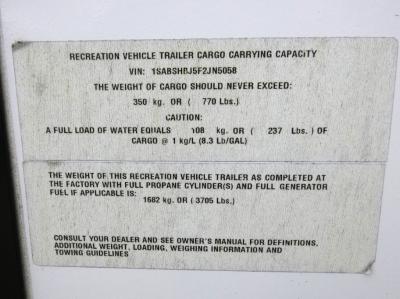 RECREATION VEHICLE TRAILER CARGO CARRYING CAPACITY
VIN: 1SABSHBJ5F2JN5058
THE WEIGHT OF CARGO SHOULD NEVER EXCEED:
350 kg. OR ( 770 Lbs.)
CAUTION:
A FULL LOAD OF WATER EQUALS 108 kg. OR ( 237 Lbs. ) OF
CARGO @ 1 kg/L (8.3 Lb/GAL)
THE WEIGHT OF THIS RECREATION VEHICLE TRAILER AS COMPLETED AT
THE FACTORY WITH FULL PROPANE CYLINDER(S) AND FULL GENERATOR
FUEL IF APPLICABLE IS:
1682 kg. OR ( 3705 Lbs.)
CONSULT YOUR DEALER AND SEE OWNER'S MANUAL FOR DEFINITIONS,
ADDITIONAL WEIGHT, LOADING, WEIGHING INFORMATION AND
TOWING GUIDELINES